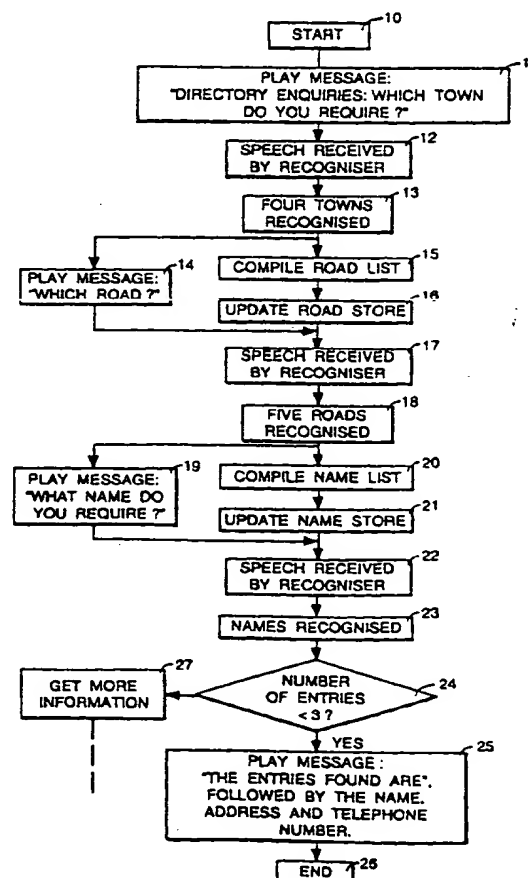 10
START
1
PLAY MESSAGE:
"DIRECTORY ENQUIRIES: WHICH TOWN
DO YOU REQUIRE ?"
12
SPEECH RECEIVED
BY RECOGNISER
13
FOUR TOWNS
RECOGNISED
14
PLAY MESSAGE:
"WHICH ROAD ?"
15
COMPILE ROAD LIST
16
UPDATE ROAD STORE
17
SPEECH RECEIVED
BY RECOGNISER
18
FIVE ROADS
RECOGNISED
19
PLAY MESSAGE:
"WHAT NAME DO
YOU REQUIRE ?"
20
COMPILE NAME LIST
21
UPDATE NAME STORE
22
SPEECH RECEIVED
BY RECOGNISER
23
NAMES RECOGNISED
27
GET MORE
INFORMATION
24
NUMBER
OF ENTRIES
< 3 ?
YES
25
PLAY MESSAGE :
"THE ENTRIES FOUND ARE",
FOLLOWED BY THE NAME,
ADDRESS AND TELEPHONE
NUMBER.
26
END